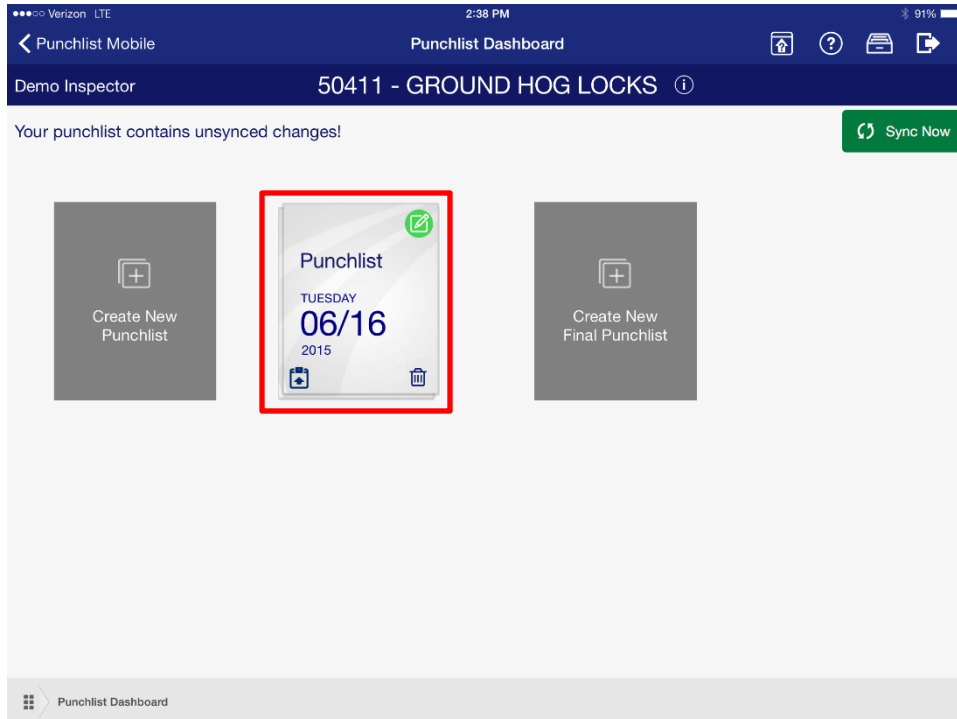 ●●●○○ Verizon LTE 2:38 PM 91%
Punchlist Mobile Punchlist Dashboard ?
Demo Inspector 50411 - GROUND HOG LOCKS i
Your punchlist contains unsynced changes! Sync Now
Create New
Punchlist
Punchlist
TUESDAY
06/16
2015
Create New
Final Punchlist
Punchlist Dashboard